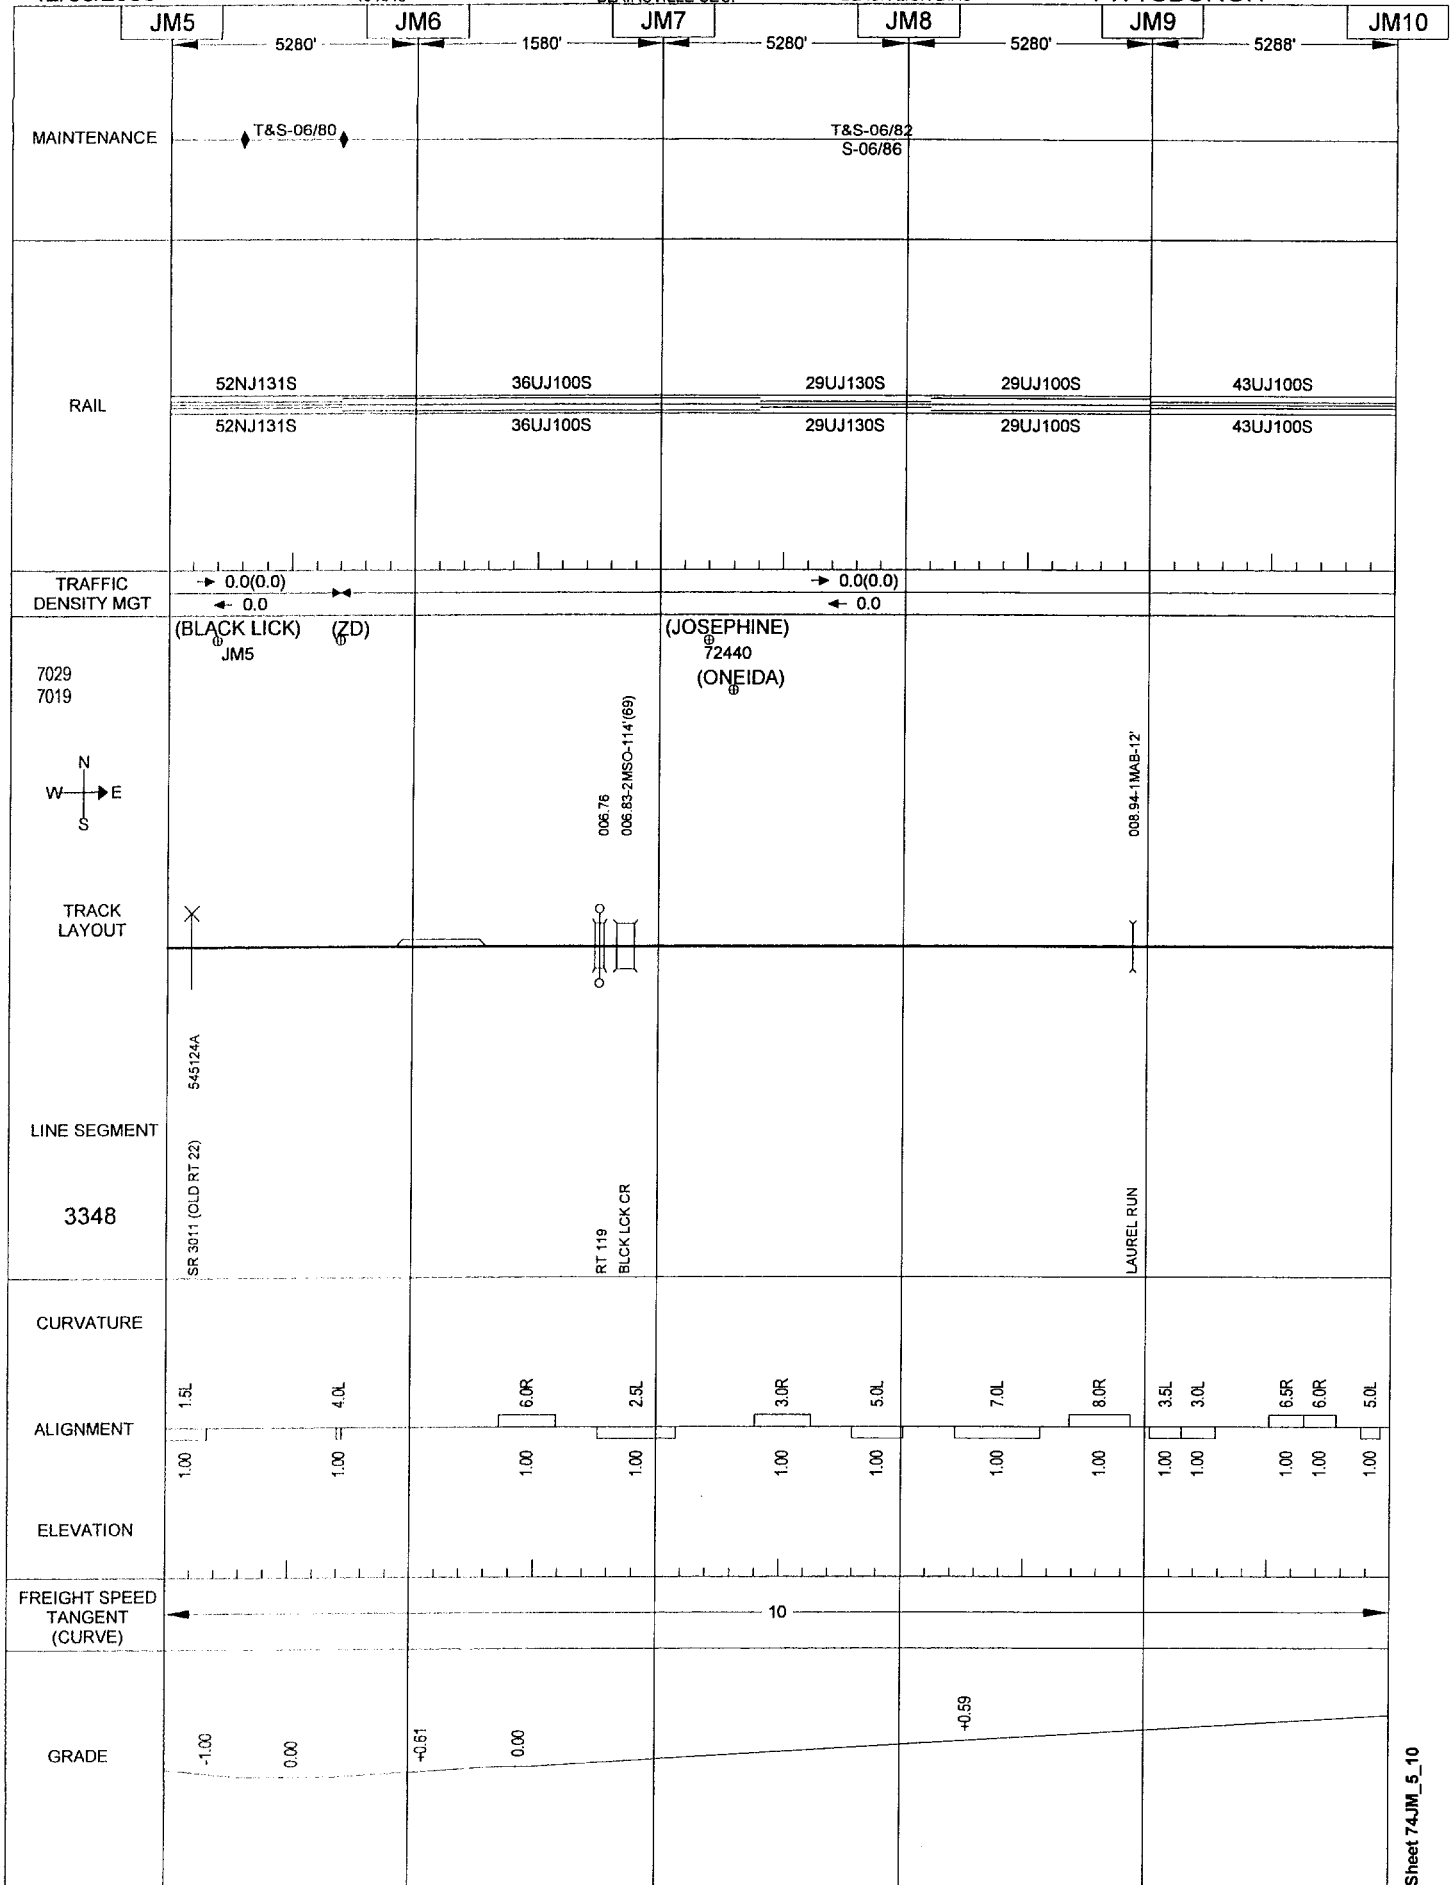 JM5 JM6 JM7 JM8 JM9 JM10
5280' 1580' 5280' 5280' 5288'
MAINTENANCE
T&S-06/80 T&S-06/82
S-06/86
52NJ131S 36UJ100S 29UJ130S 29UJ100S 43UJ100S
RAIL
52NJ131S 36UJ100S 29UJ130S 29UJ100S 43UJ100S
TRAFFIC
DENSITY MGT
0.0(0.0) 0.0(0.0)
0.0 0.0
(BLACK LICK) (ZD) (JOSEPHINE)
JM5 72440
(ONEIDA)
7029
7019
N
W E
S
006.76
006.83-2MSO-114'(69)
008.94-1MAB-12'
TRACK
LAYOUT
545124A
LINE SEGMENT
3348
SR 3011 (OLD RT 22)
RT 119
BLCK LCK CR
LAUREL RUN
CURVATURE
1.5L 4.0L 6.0R 2.5L 3.0R 5.0L 7.0L 8.0R 3.5L 3.0L 6.5R 6.0R 5.0L
ALIGNMENT
1.00 1.00 1.00 1.00 1.00 1.00 1.00 1.00 1.00 1.00 1.00 1.00 1.00
ELEVATION
FREIGHT SPEED
TANGENT
(CURVE)
10
GRADE
-1.00 0.00 +0.61 0.00 +0.59
Sheet 74JM_5_10